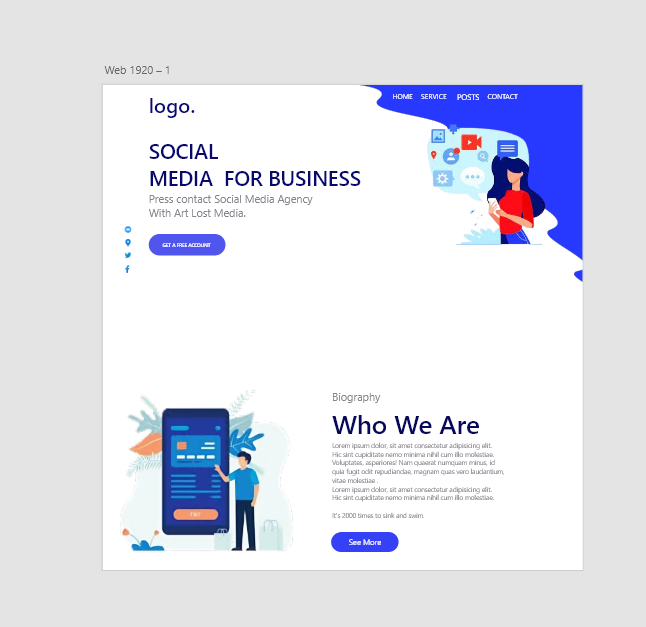 Web 1920 – 1
logo.
HOME SERVICE POSTS CONTACT
SOCIAL
MEDIA FOR BUSINESS
Press contact Social Media Agency
With Art Lost Media.
GET A FREE ACCOUNT
Biography
Who We Are
Lorem ipsum dolor, sit amet consectetur adipisicing elit.
Hic sint cupiditate nemo minima nihil cum illo molestiae.
Voluptates, asperiores! Nam quaerat numquam minus, id
quia fugit odit repudiandae, magnam quas vero laudantium,
vitae molestiae .
Lorem ipsum dolor, sit amet consectetur adipisicing elit.
Hic sint cupiditate nemo minima nihil cum illo molestiae.
It's 2000 times to sink and swim.
See More